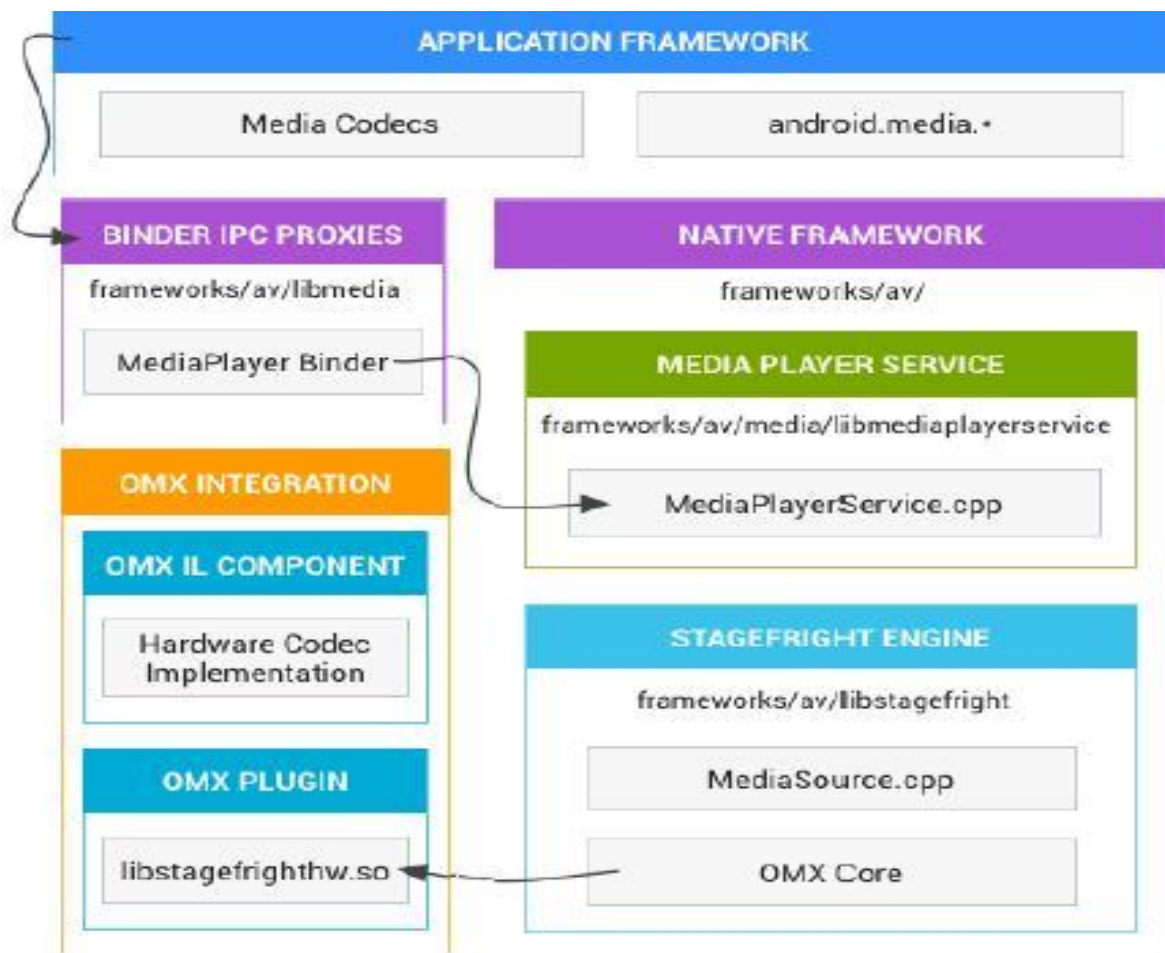 APPLICATION FRAMEWORK
Media Codecs
android.media.*
BINDER IPC PROXIES
frameworks/av/libmedia
MediaPlayer Binder
NATIVE FRAMEWORK
frameworks/av/
MEDIA PLAYER SERVICE
frameworks/av/media/libmediaplayerservice
MediaPlayerService.cpp
OMX INTEGRATION
OMX IL COMPONENT
Hardware Codec
Implementation
OMX PLUGIN
libstagefrighthw.so
STAGEFRIGHT ENGINE
frameworks/av/libstagefright
MediaSource.cpp
OMX Core